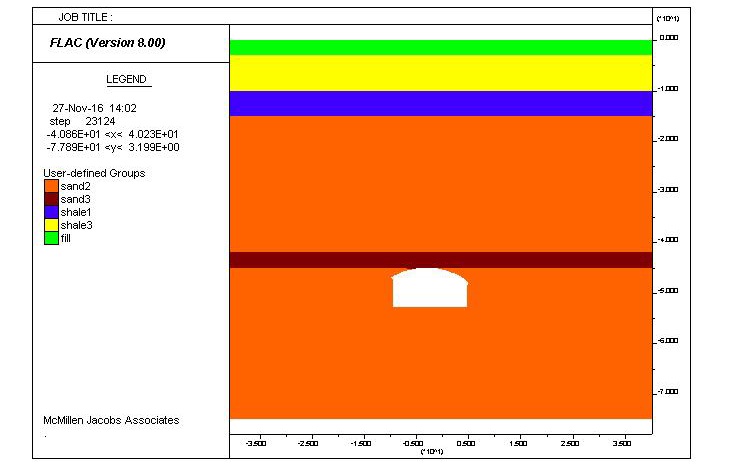 JOB TITLE :
FLAC (Version 8.00)
LEGEND
27-Nov-16 14:02
step 23124
-4.086E+01 <x< 4.023E+01
-7.789E+01 <y< 3.199E+00
User-defined Groups
sand2
sand3
shale1
shale3
fill
McMillen Jacobs Associates
(*10^1)
0.000
-1.000
-2.000
-3.000
-4.000
-5.000
-6.000
-7.000
-3.500
-2.500
-1.500
-0.500
0.500
1.500
2.500
3.500
(*10^1)